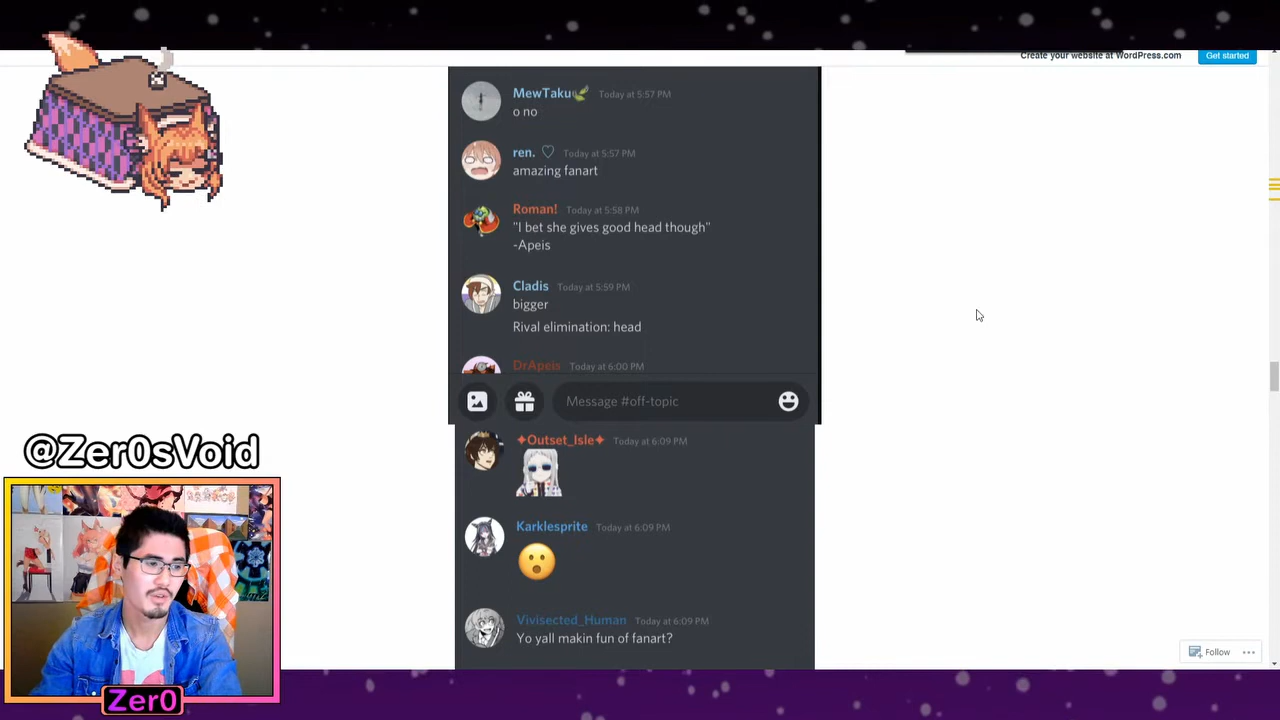 Create your website at WordPress.com
Get started
MewTaku Today at 5:57 PM
o no
ren. ♡ Today at 5:57 PM
amazing fanart
Roman! Today at 5:58 PM
"I bet she gives good head though"
-Apeis
Cladis Today at 5:59 PM
bigger
Rival elimination: head
DrApeis Today at 6:00 PM
Message #off-topic
✦Outset_Isle✦ Today at 6:09 PM
Karklesprite Today at 6:09 PM
Vivisected_Human Today at 6:09 PM
Yo yall makin fun of fanart?
@Zer0sVoid
Zer0
Follow